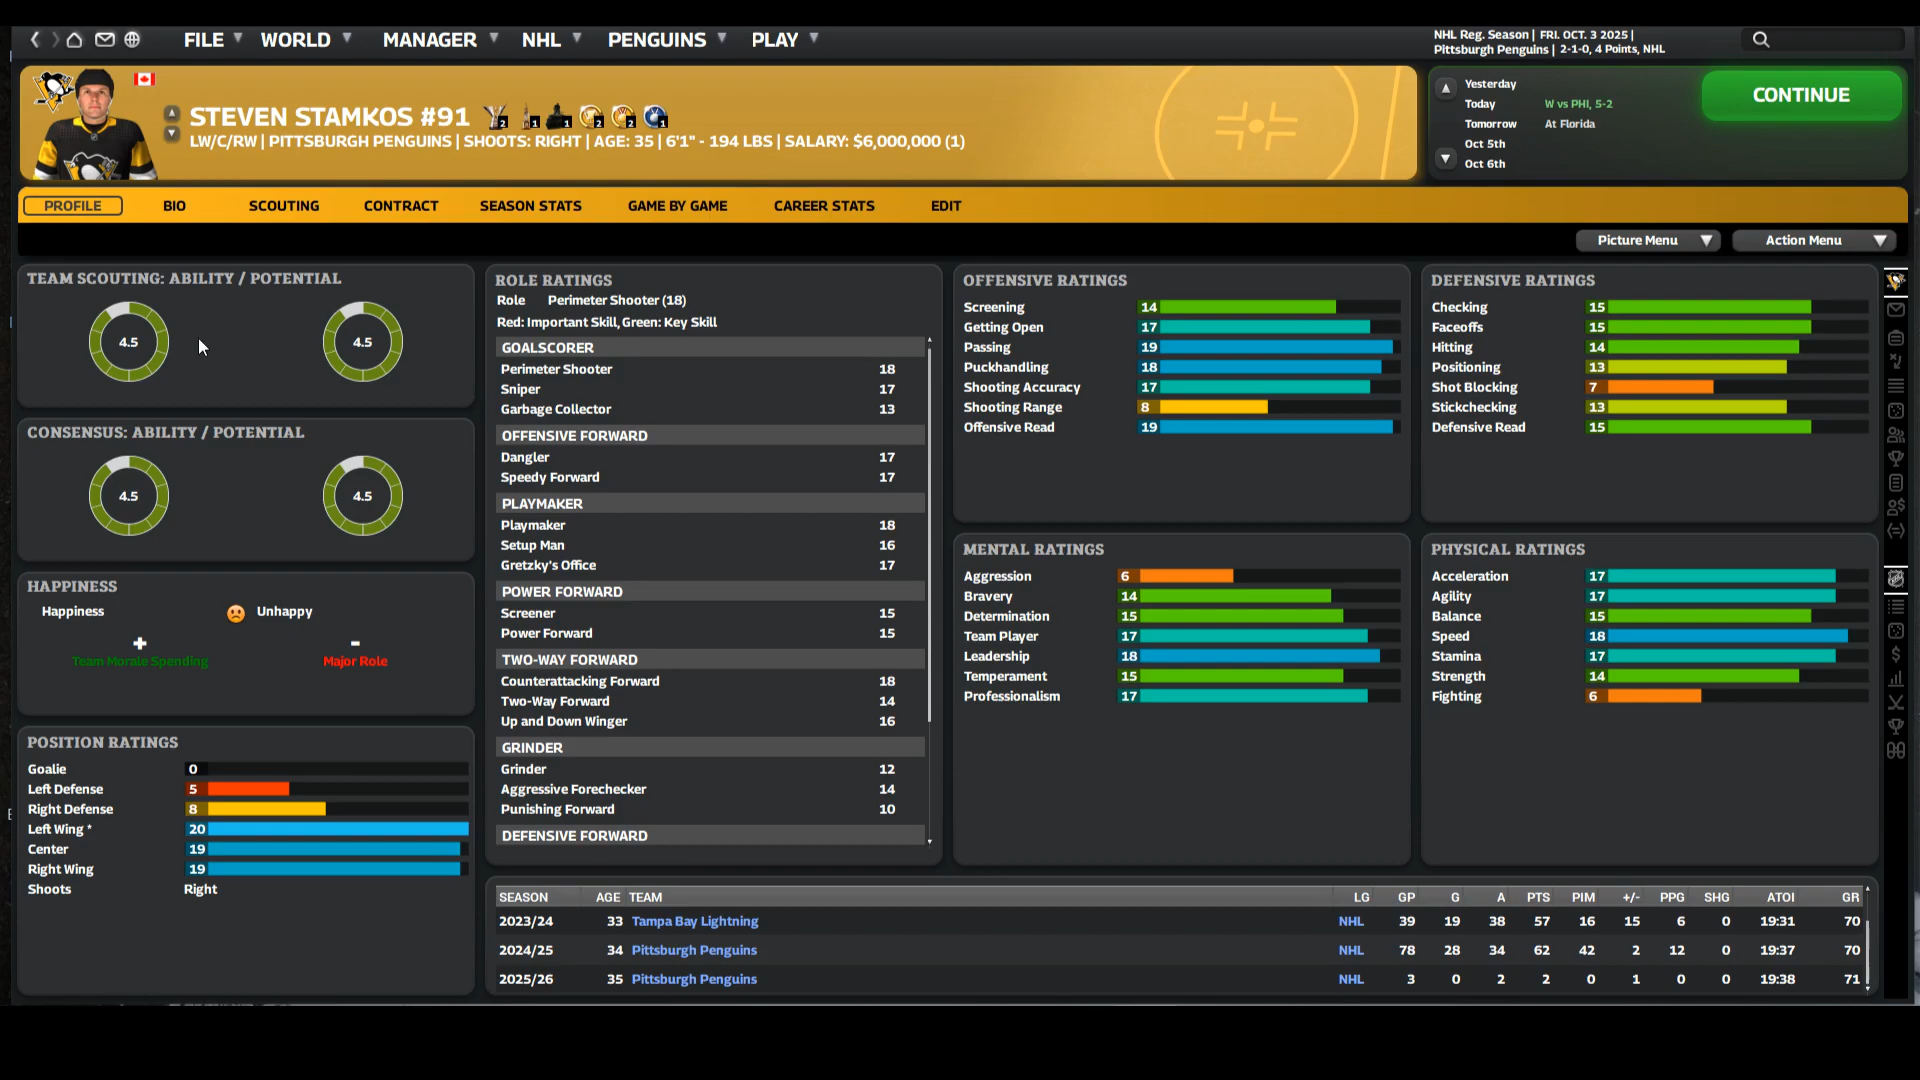 FILE WORLD MANAGER NHL PENGUINS PLAY
NHL Reg. Season | FRI. OCT. 3 2025 |
Pittsburgh Penguins | 2-1-0, 4 Points, NHL
STEVEN STAMKOS #91 2 1 1 2 2 1
LW/C/RW | PITTSBURGH PENGUINS | SHOOTS: RIGHT | AGE: 35 | 6'1" - 194 LBS | SALARY: $6,000,000 (1)
Yesterday
Today W vs PHI, 5-2
Tomorrow At Florida
Oct 5th
Oct 6th
CONTINUE
PROFILE BIO SCOUTING CONTRACT SEASON STATS GAME BY GAME CAREER STATS EDIT
Picture Menu Action Menu
TEAM SCOUTING: ABILITY / POTENTIAL
4.5 4.5
CONSENSUS: ABILITY / POTENTIAL
4.5 4.5
HAPPINESS
Happiness Unhappy
+ -
Team Morale Spending Major Role
POSITION RATINGS
Goalie 0
Left Defense 5
Right Defense 8
Left Wing * 20
Center 19
Right Wing 19
Shoots Right
ROLE RATINGS
Role Perimeter Shooter (18)
Red: Important Skill, Green: Key Skill
GOALSCORER
Perimeter Shooter 18
Sniper 17
Garbage Collector 13
OFFENSIVE FORWARD
Dangler 17
Speedy Forward 17
PLAYMAKER
Playmaker 18
Setup Man 16
Gretzky's Office 17
POWER FORWARD
Screener 15
Power Forward 15
TWO-WAY FORWARD
Counterattacking Forward 18
Two-Way Forward 14
Up and Down Winger 16
GRINDER
Grinder 12
Aggressive Forechecker 14
Punishing Forward 10
DEFENSIVE FORWARD
OFFENSIVE RATINGS
Screening 14
Getting Open 17
Passing 19
Puckhandling 18
Shooting Accuracy 17
Shooting Range 8
Offensive Read 19
DEFENSIVE RATINGS
Checking 15
Faceoffs 15
Hitting 14
Positioning 13
Shot Blocking 7
Stickchecking 13
Defensive Read 15
MENTAL RATINGS
Aggression 6
Bravery 14
Determination 15
Team Player 17
Leadership 18
Temperament 15
Professionalism 17
PHYSICAL RATINGS
Acceleration 17
Agility 17
Balance 15
Speed 18
Stamina 17
Strength 14
Fighting 6
SEASON AGE TEAM LG GP G A PTS PIM +/- PPG SHG ATOI GR
2023/24 33 Tampa Bay Lightning NHL 39 19 38 57 16 15 6 0 19:31 70
2024/25 34 Pittsburgh Penguins NHL 78 28 34 62 42 2 12 0 19:37 70
2025/26 35 Pittsburgh Penguins NHL 3 0 2 2 0 1 0 0 19:38 71